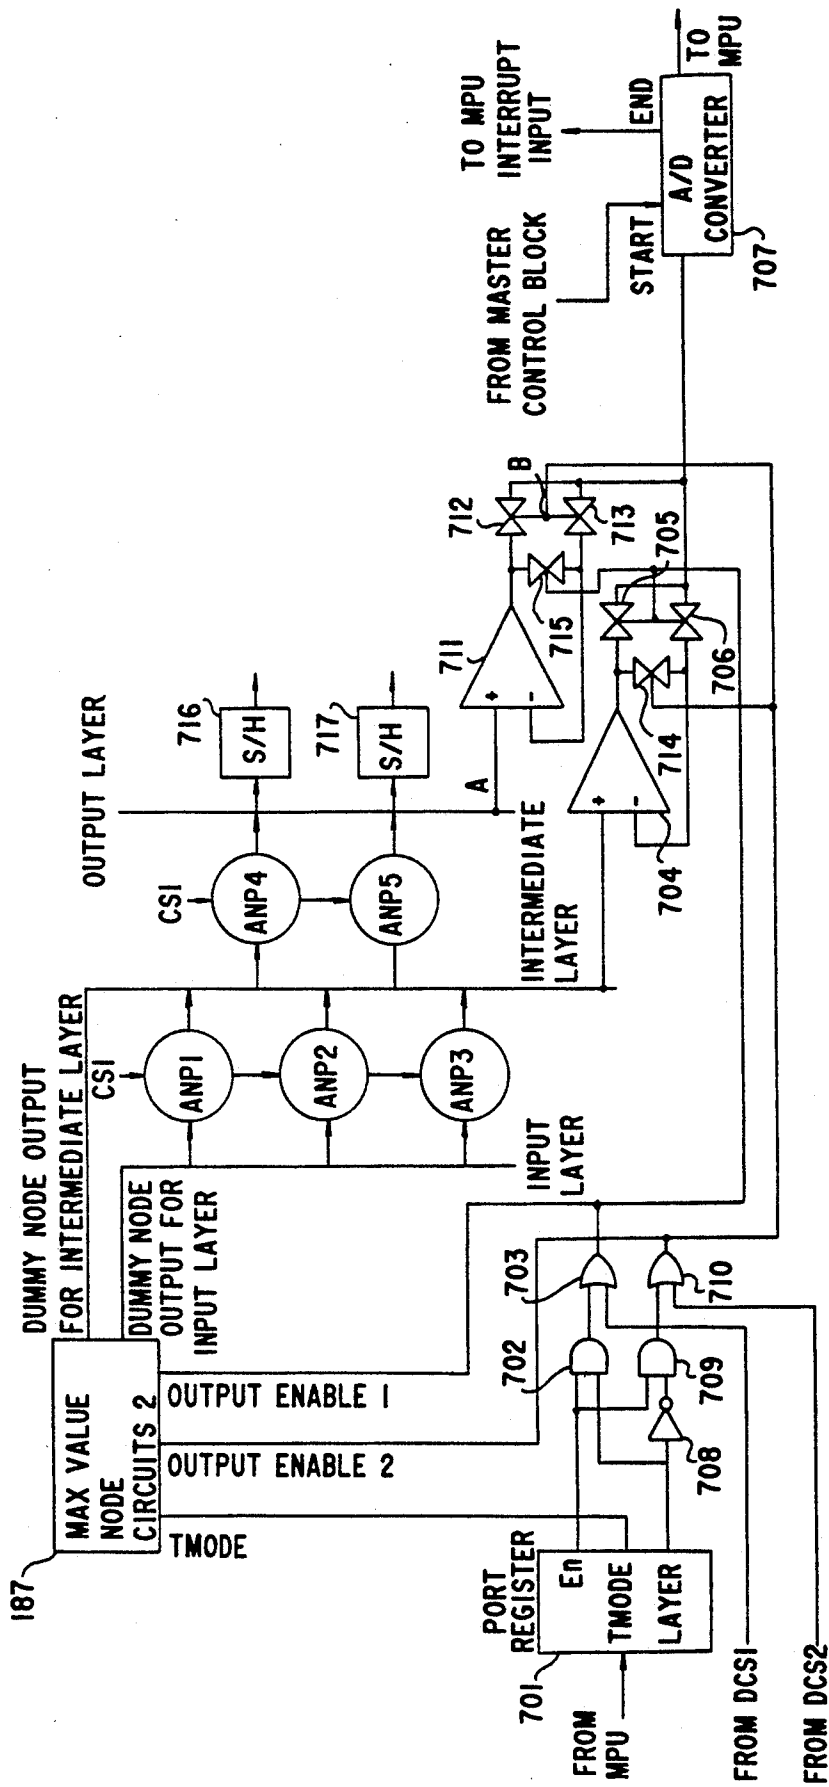 187
MAX VALUE
NODE
CIRCUITS 2
DUMMY NODE OUTPUT
FOR INTERMEDIATE LAYER
DUMMY NODE
OUTPUT FOR
INPUT LAYER
OUTPUT ENABLE 1
OUTPUT ENABLE 2
TMODE
CS1
ANP1
ANP2
ANP3
INPUT
LAYER
CS1
ANP4
ANP5
INTERMEDIATE
LAYER
OUTPUT LAYER
716
S/H
717
S/H
A
711
+
-
712
B
713
715
705
706
714
704
+
-
FROM MASTER
CONTROL BLOCK
TO MPU
INTERRUPT
INPUT
START
END
A/D
CONVERTER
707
TO
MPU
PORT
REGISTER
701
En
TMODE
LAYER
FROM
MPU
702
703
708
709
710
FROM DCS1
FROM DCS2